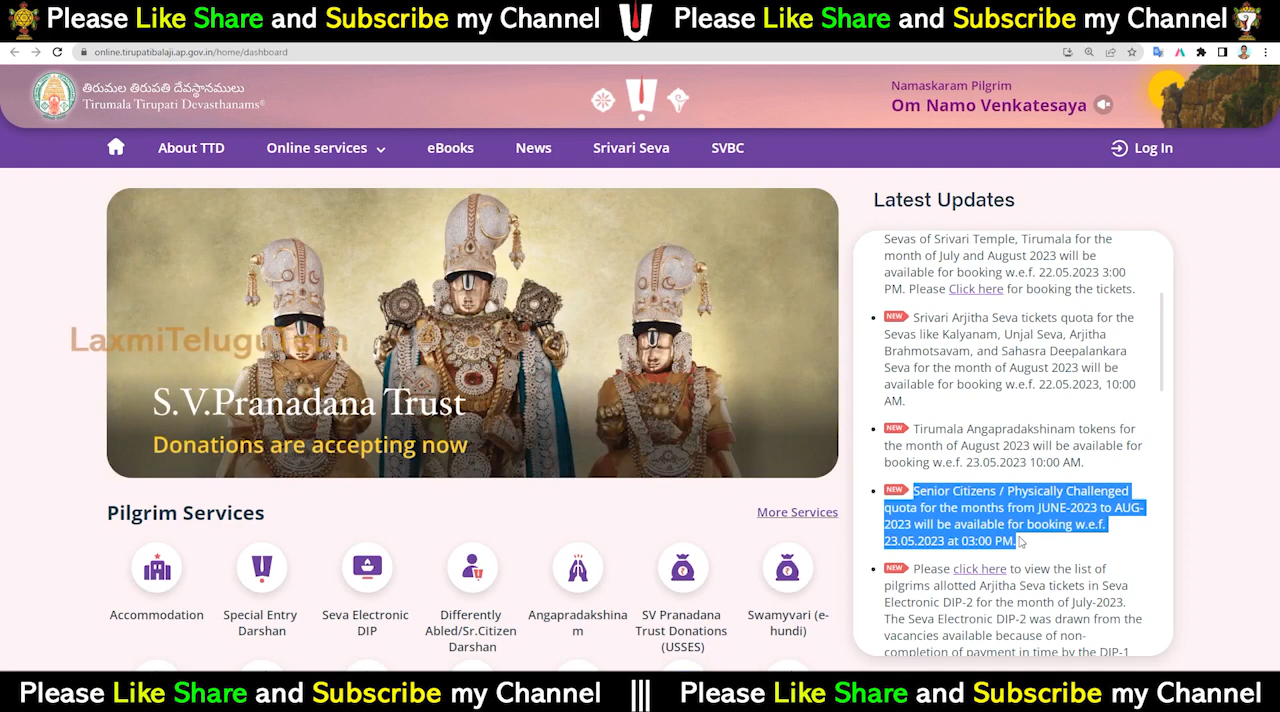 Please Like Share and Subscribe my Channel
Please Like Share and Subscribe my Channel
online.tirupatibalaji.ap.gov.in/home/dashboard
తిరుమల తిరుపతి దేవస్థానములు
Tirumala Tirupati Devasthanams®
Namaskaram Pilgrim
Om Namo Venkatesaya
About TTD
Online services
eBooks
News
Srivari Seva
SVBC
Log In
S.V.Pranadana Trust
Donations are accepting now
Latest Updates
Sevas of Srivari Temple, Tirumala for the
month of July and August 2023 will be
available for booking w.e.f. 22.05.2023 3:00
PM. Please Click here for booking the tickets.
NEW Srivari Arjitha Seva tickets quota for the
Sevas like Kalyanam, Unjal Seva, Arjitha
Brahmotsavam, and Sahasra Deepalankara
Seva for the month of August 2023 will be
available for booking w.e.f. 22.05.2023, 10:00
AM.
NEW Tirumala Angapradakshinam tokens for
the month of August 2023 will be available for
booking w.e.f. 23.05.2023 10:00 AM.
NEW Senior Citizens / Physically Challenged
quota for the months from JUNE-2023 to AUG-
2023 will be available for booking w.e.f.
23.05.2023 at 03:00 PM.
NEW Please click here to view the list of
pilgrims allotted Arjitha Seva tickets in Seva
Electronic DIP-2 for the month of July-2023.
The Seva Electronic DIP-2 was drawn from the
vacancies available because of non-
completion of payment in time by the DIP-1
Pilgrim Services
More Services
Accommodation
Special Entry
Darshan
Seva Electronic
DIP
Differently
Abled/Sr.Citizen
Darshan
Angapradakshina
m
SV Pranadana
Trust Donations
(USSES)
Swamyvari (e-
hundi)
Please Like Share and Subscribe my Channel
|||
Please Like Share and Subscribe my Channel